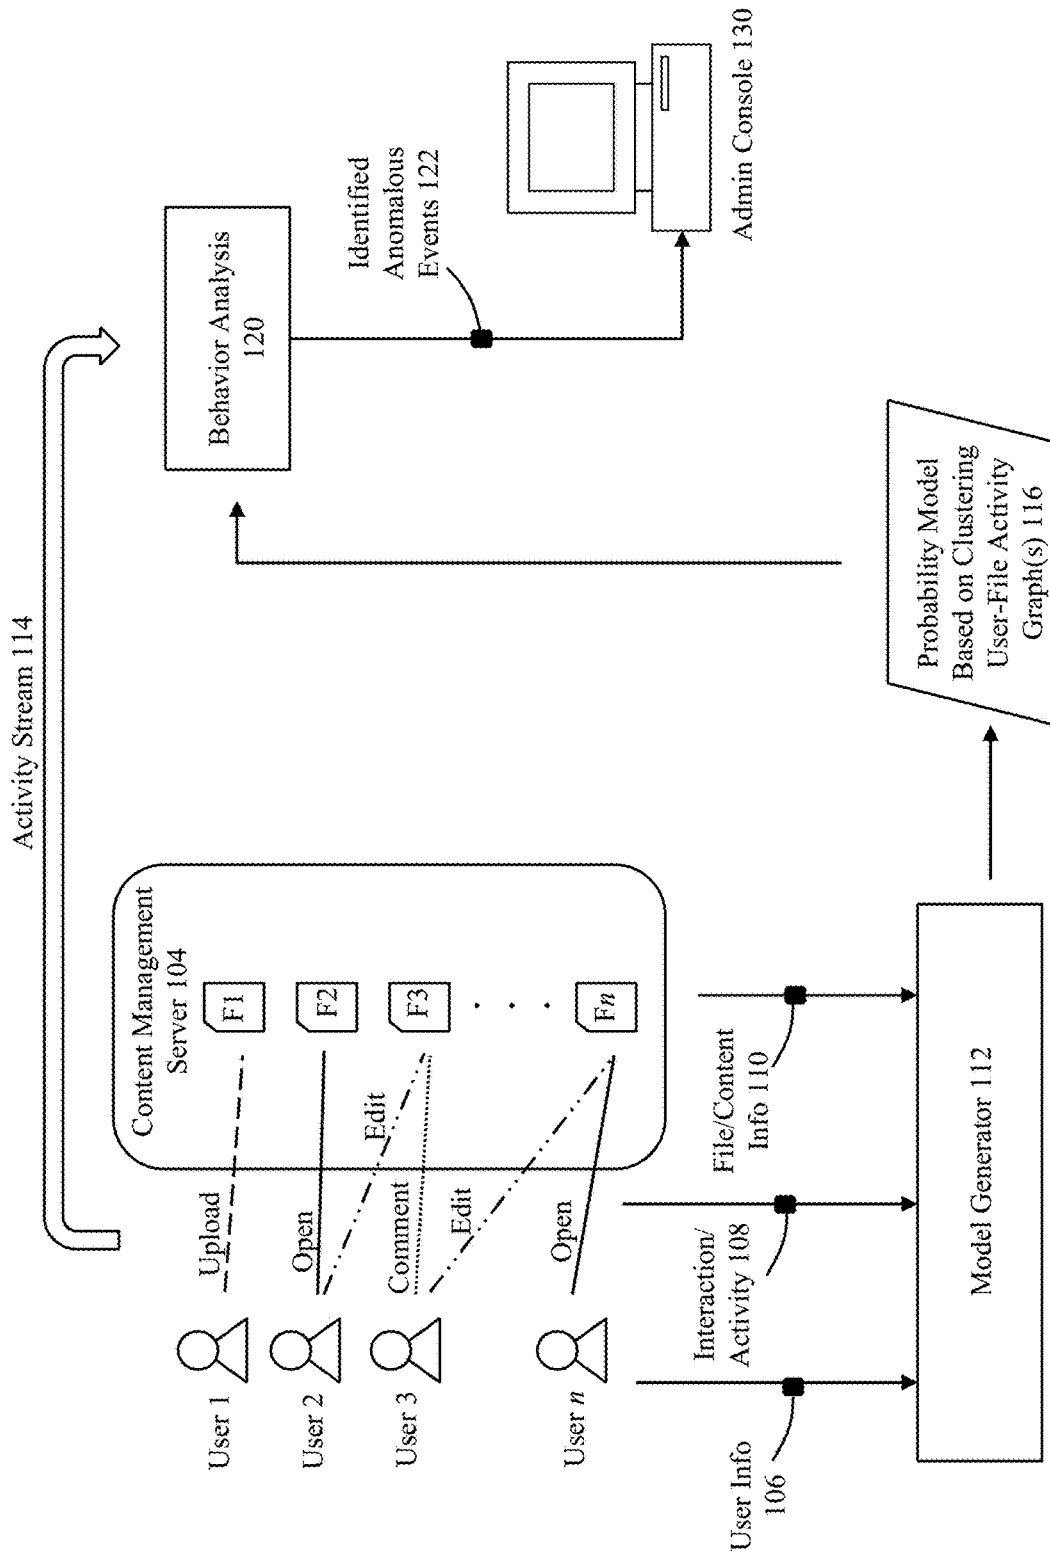 Activity Stream 114
Content Management
Server 104
User 1
Upload
F1
User 2
Open
F2
Edit
User 3
Comment
F3
Edit
User n
Open
Fn
User Info
106
Interaction/
Activity 108
File/Content
Info 110
Model Generator 112
Probability Model
Based on Clustering
User-File Activity
Graph(s) 116
Behavior Analysis
120
Identified
Anomalous
Events 122
Admin Console 130